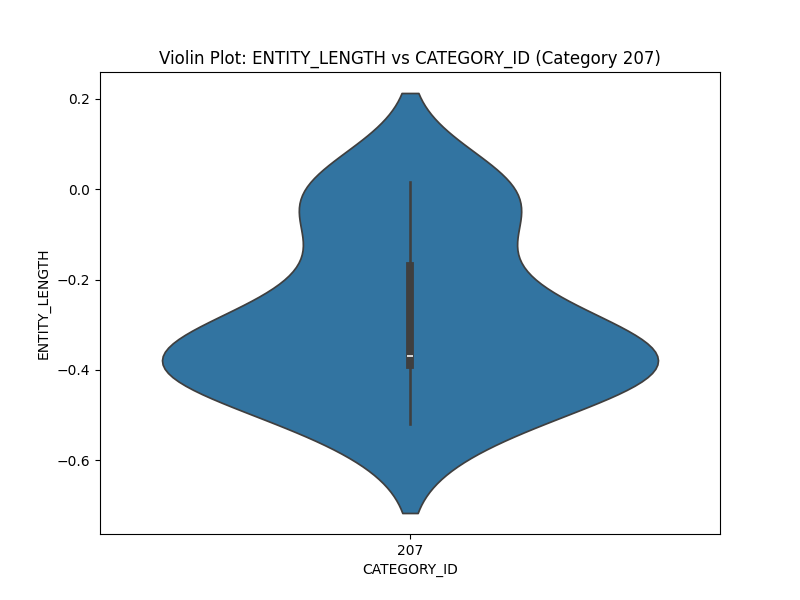 Violin Plot: ENTITY_LENGTH vs CATEGORY_ID (Category 207)
0.2
0.0
−0.2
−0.4
−0.6
ENTITY_LENGTH
207
CATEGORY_ID